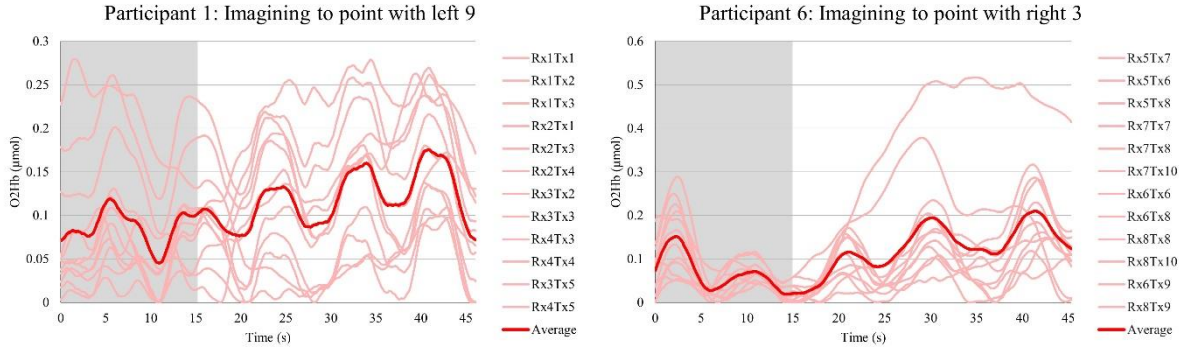 Participant 1: Imagining to point with left 9
0.3
0.25
0.2
0.15
0.1
0.05
0
O2Hb (µmol)
0 5 10 15 20 25 30 35 40 45
Time (s)
Rx1Tx1
Rx1Tx2
Rx1Tx3
Rx2Tx1
Rx2Tx3
Rx2Tx4
Rx3Tx2
Rx3Tx3
Rx4Tx3
Rx4Tx4
Rx3Tx5
Rx4Tx5
Average
Participant 6: Imagining to point with right 3
0.6
0.5
0.4
0.3
0.2
0.1
0
O2Hb (µmol)
0 5 10 15 20 25 30 35 40 45
Time (s)
Rx5Tx7
Rx5Tx6
Rx5Tx8
Rx7Tx7
Rx7Tx8
Rx7Tx10
Rx6Tx6
Rx6Tx8
Rx8Tx8
Rx8Tx10
Rx6Tx9
Rx8Tx9
Average